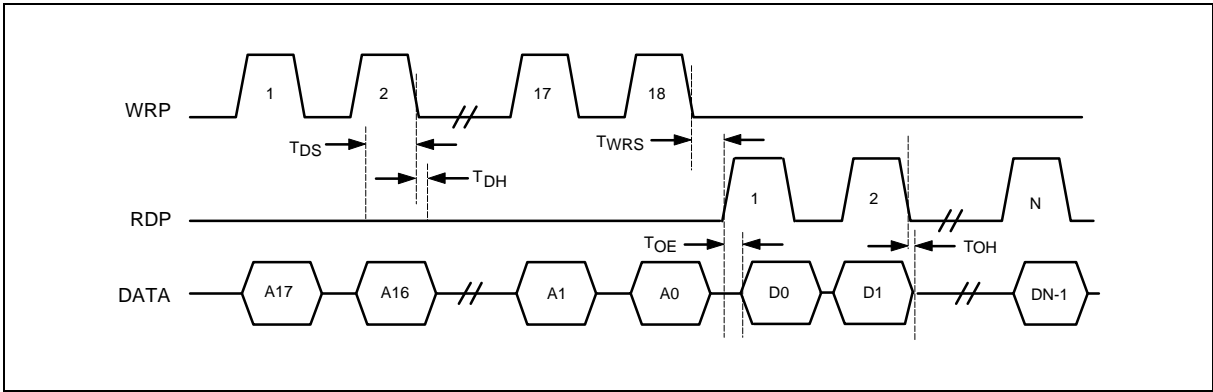 WRP 1 2 17 18
TDS TWRS
TDH
RDP 1 2 N
TOE TOH
DATA A17 A16 A1 A0 D0 D1 DN-1